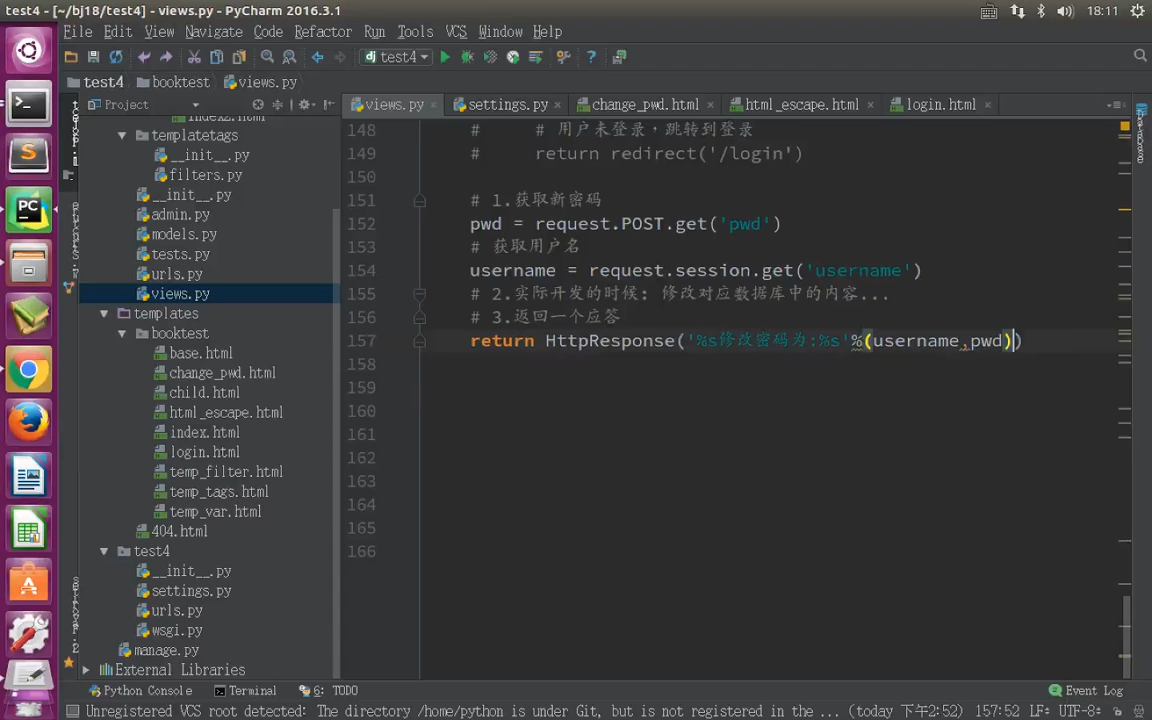 test4 - [~/bj18/test4] - views.py - PyCharm 2016.3.1
18:11
File Edit View Navigate Code Refactor Run Tools VCS Window Help
test4
test4 booktest views.py
Project
views.py settings.py change_pwd.html html_escape.html login.html
index2.html
templatetags
__init__.py
filters.py
__init__.py
admin.py
models.py
tests.py
urls.py
views.py
templates
booktest
base.html
change_pwd.html
child.html
html_escape.html
index.html
login.html
temp_filter.html
temp_tags.html
temp_var.html
404.html
test4
__init__.py
settings.py
urls.py
wsgi.py
manage.py
External Libraries
148 # # 用户未登录，跳转到登录
149 # return redirect('/login')
150
151 # 1.获取新密码
152 pwd = request.POST.get('pwd')
153 # 获取用户名
154 username = request.session.get('username')
155 # 2.实际开发的时候: 修改对应数据库中的内容...
156 # 3.返回一个应答
157 return HttpResponse('%s修改密码为:%s'%(username,pwd))
158
159
160
161
162
163
164
165
166
Python Console Terminal 6: TODO Event Log
Unregistered VCS root detected: The directory /home/python is under Git, but is not registered in the ... (today 下午2:52) 157:52 LF÷ UTF-8÷